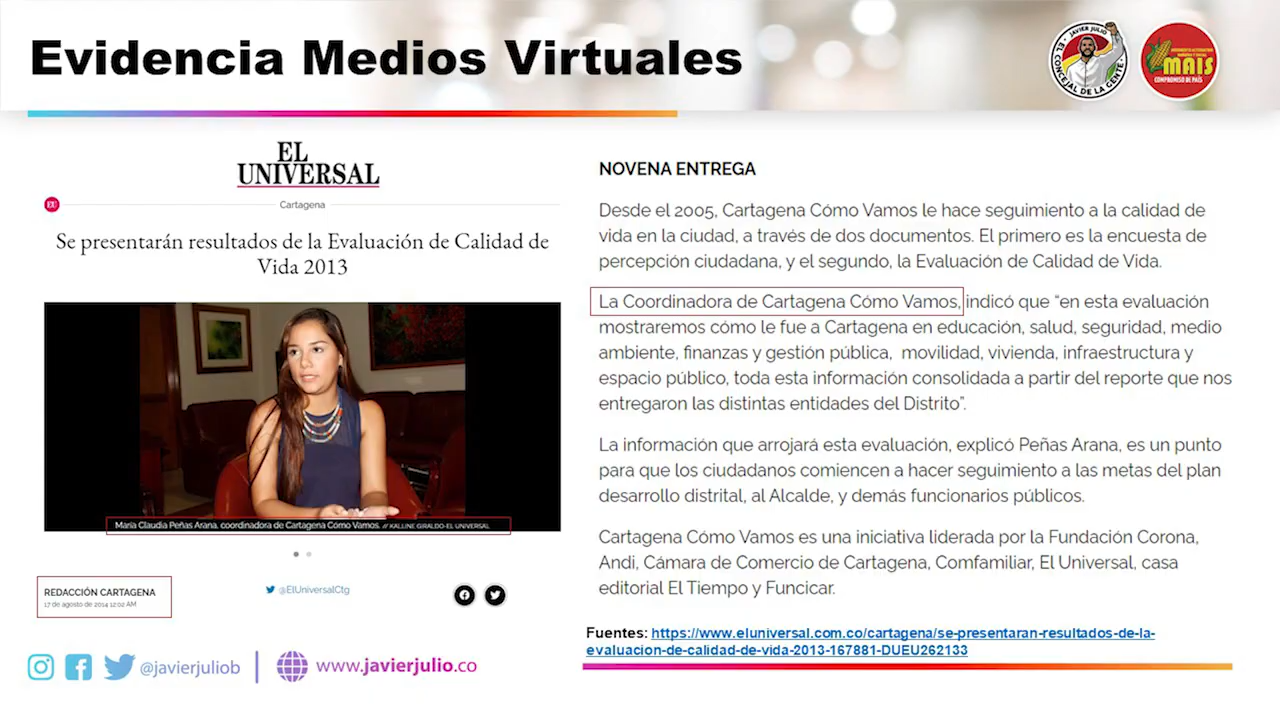 Evidencia Medios Virtuales
JAVIER JULIO
EL CONCEJAL DE LA GENTE
MAIS
COMPROMISO DE PAÍS
EL
UNIVERSAL
EU
Cartagena
Se presentarán resultados de la Evaluación de Calidad de
Vida 2013
María Claudia Peñas Arana, coordinadora de Cartagena Cómo Vamos. // KALLINE GIRALDO-EL UNIVERSAL
REDACCIÓN CARTAGENA
17 de agosto de 2014 12:02 AM
@ElUniversalCtg
NOVENA ENTREGA
Desde el 2005, Cartagena Cómo Vamos le hace seguimiento a la calidad de
vida en la ciudad, a través de dos documentos. El primero es la encuesta de
percepción ciudadana, y el segundo, la Evaluación de Calidad de Vida.
La Coordinadora de Cartagena Cómo Vamos, indicó que “en esta evaluación
mostraremos cómo le fue a Cartagena en educación, salud, seguridad, medio
ambiente, finanzas y gestión pública,  movilidad, vivienda, infraestructura y
espacio público, toda esta información consolidada a partir del reporte que nos
entregaron las distintas entidades del Distrito”.
La información que arrojará esta evaluación, explicó Peñas Arana, es un punto
para que los ciudadanos comiencen a hacer seguimiento a las metas del plan
desarrollo distrital, al Alcalde, y demás funcionarios públicos.
Cartagena Cómo Vamos es una iniciativa liderada por la Fundación Corona,
Andi, Cámara de Comercio de Cartagena, Comfamiliar, El Universal, casa
editorial El Tiempo y Funcicar.
Fuentes: https://www.eluniversal.com.co/cartagena/se-presentaran-resultados-de-la-
evaluacion-de-calidad-de-vida-2013-167881-DUEU262133
@javierjuliob
www.javierjulio.co